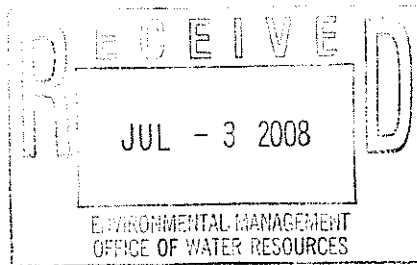 RECEIVED
JUL - 3 2008
ENVIRONMENTAL MANAGEMENT
OFFICE OF WATER RESOURCES